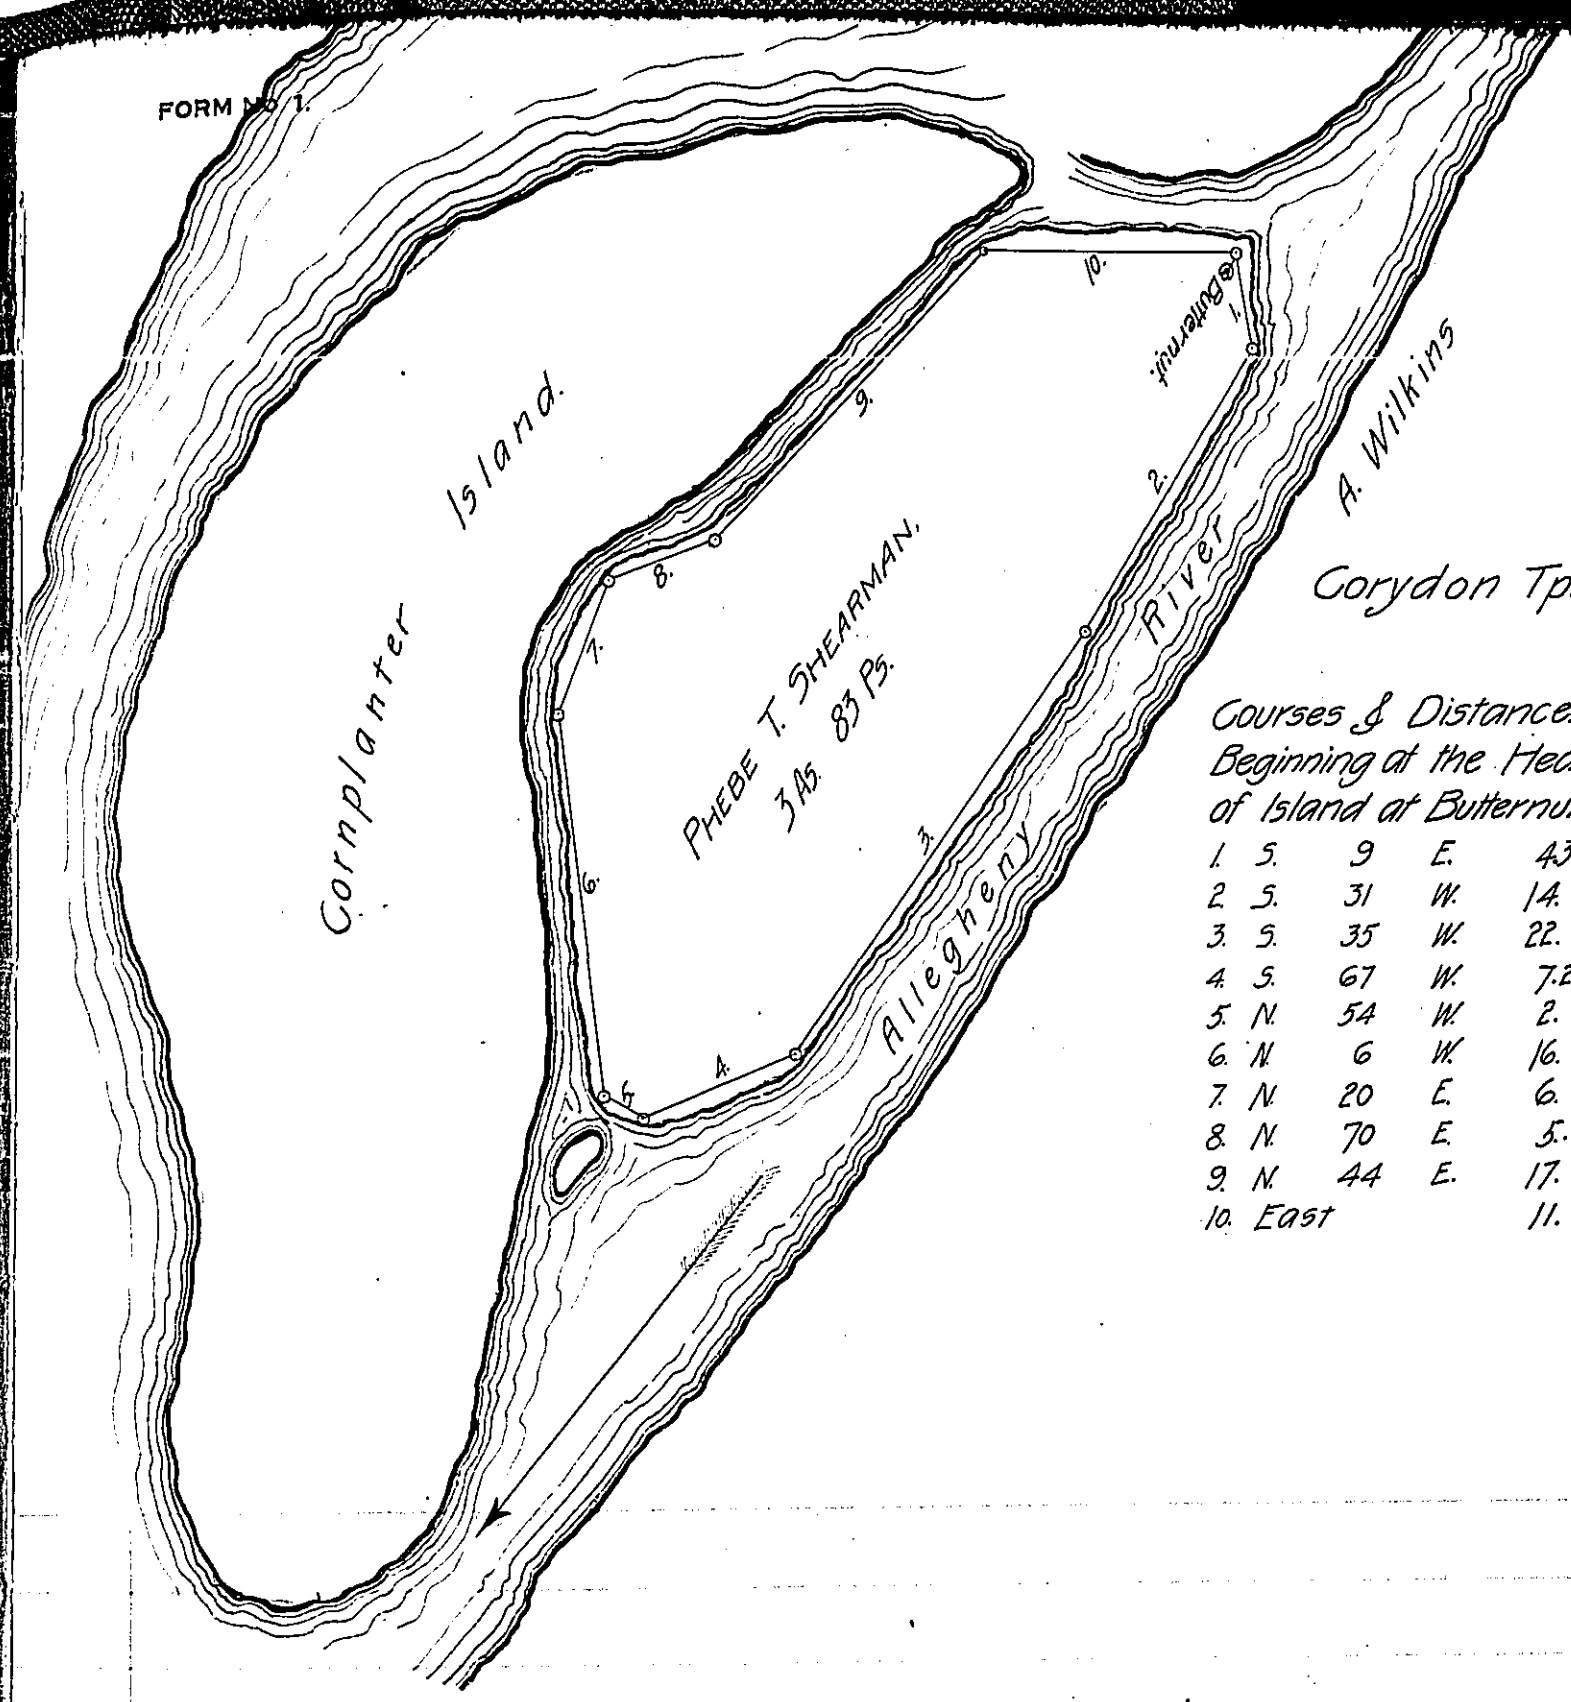 FORM No 1.
Cornplanter Island.
PHEBE T. SHEARMAN.
3 As. 83 Ps.
Butternut.
1.
2.
3.
4.
5.
6.
7.
8.
9.
10.
Allegheny River
A. Wilkins
Corydon Tp.
Courses & Distance
Beginning at the Hea
of Island at Butternu
1. S. 9 E. 43
2 S. 31 W. 14.
3. S. 35 W. 22.
4. S. 67 W. 7.2
5. N. 54 W. 2.
6. N. 6 W. 16.
7. N. 20 E. 6.
8. N. 70 E. 5.
9. N. 44 E. 17.
10. East 11.